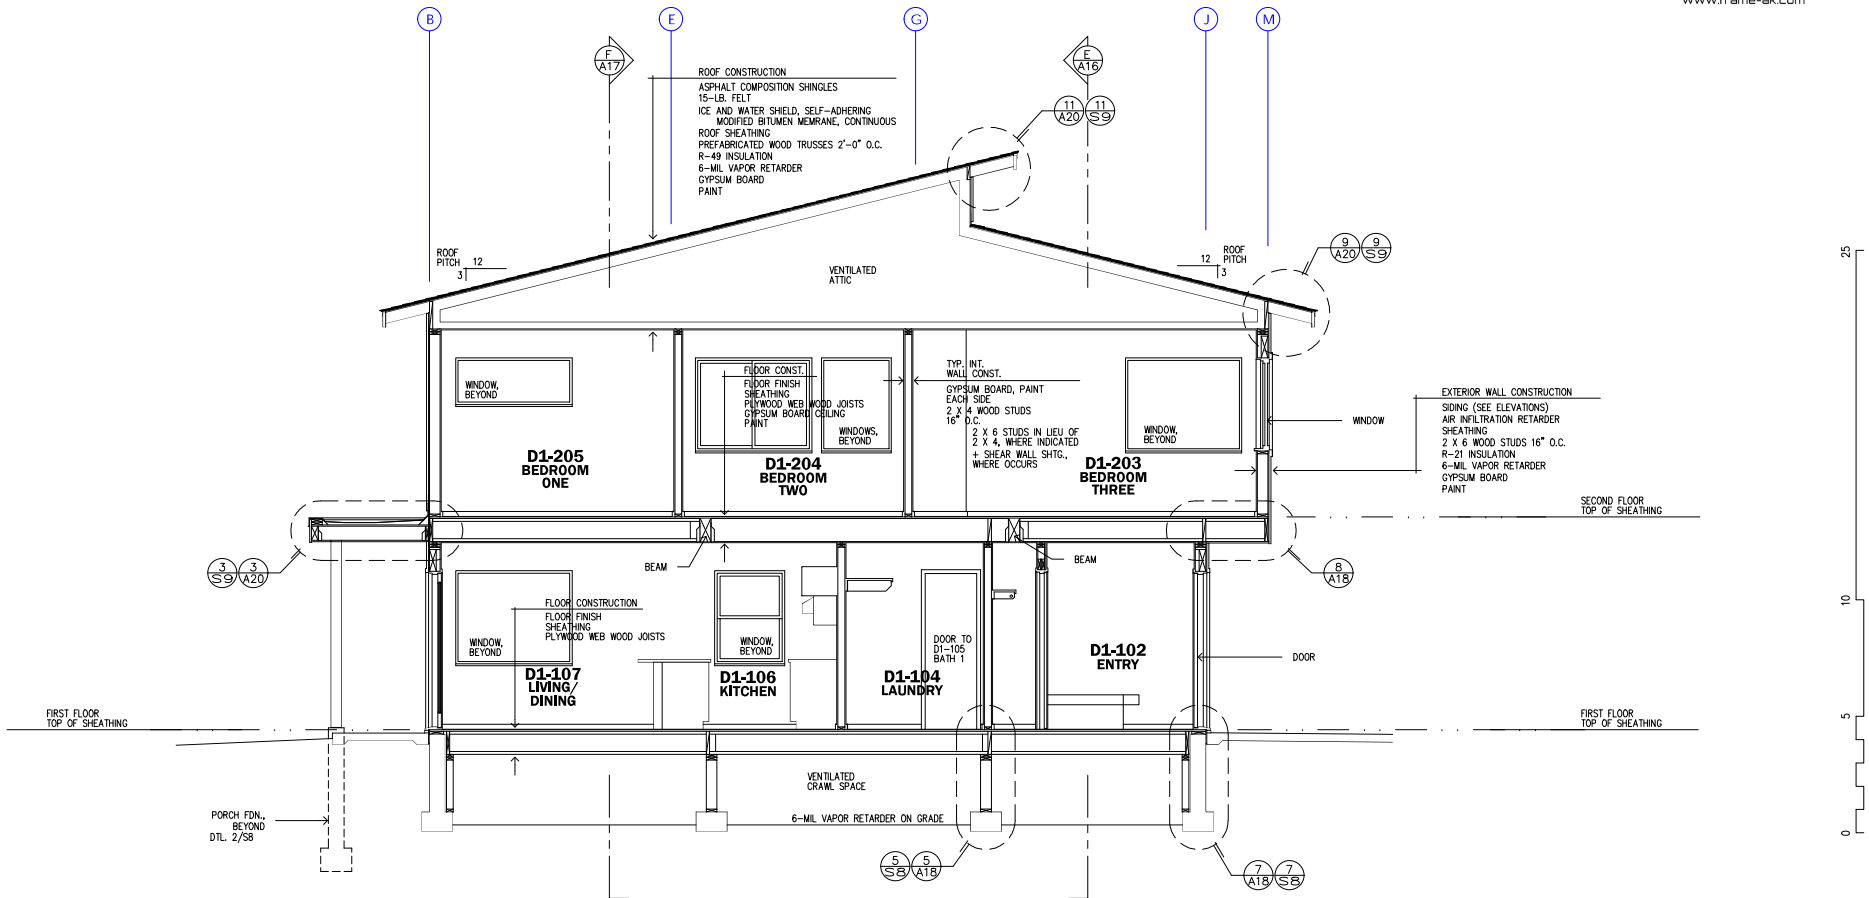 www.frame-ak.com
B
E
G
J
M
F
A17
E
A16
ROOF CONSTRUCTION
ASPHALT COMPOSITION SHINGLES
15-LB. FELT
ICE AND WATER SHIELD, SELF-ADHERING
MODIFIED BITUMEN MEMRANE, CONTINUOUS
ROOF SHEATHING
PREFABRICATED WOOD TRUSSES 2'-0" O.C.
R-49 INSULATION
6-MIL VAPOR RETARDER
GYPSUM BOARD
PAINT
11
A20
11
S9
9
A20
9
S9
ROOF
PITCH
12
3
VENTILATED
ATTIC
12
3
ROOF
PITCH
25
WINDOW,
BEYOND
D1-205
BEDROOM
ONE
FLOOR CONST.
FLOOR FINISH
SHEATHING
PLYWOOD WEB WOOD JOISTS
GYPSUM BOARD CEILING
PAINT
WINDOWS,
BEYOND
D1-204
BEDROOM
TWO
TYP. INT.
WALL CONST.
GYPSUM BOARD, PAINT
EACH SIDE
2 X 4 WOOD STUDS
16" O.C.
2 X 6 STUDS IN LIEU OF
2 X 4, WHERE INDICATED
+ SHEAR WALL SHTG.,
WHERE OCCURS
WINDOW,
BEYOND
D1-203
BEDROOM
THREE
WINDOW
EXTERIOR WALL CONSTRUCTION
SIDING (SEE ELEVATIONS)
AIR INFILTRATION RETARDER
SHEATHING
2 X 6 WOOD STUDS 16" O.C.
R-21 INSULATION
6-MIL VAPOR RETARDER
GYPSUM BOARD
PAINT
SECOND FLOOR
TOP OF SHEATHING
3
S9
3
A20
BEAM
BEAM
8
A18
10
FLOOR CONSTRUCTION
FLOOR FINISH
SHEATHING
PLYWOOD WEB WOOD JOISTS
WINDOW,
BEYOND
D1-107
LIVING/
DINING
WINDOW,
BEYOND
D1-106
KITCHEN
DOOR TO
D1-105
BATH 1
D1-104
LAUNDRY
D1-102
ENTRY
DOOR
FIRST FLOOR
TOP OF SHEATHING
FIRST FLOOR
TOP OF SHEATHING
5
VENTILATED
CRAWL SPACE
6-MIL VAPOR RETARDER ON GRADE
PORCH FDN.,
BEYOND
DTL. 2/S8
0
5
S8
5
A18
7
A18
7
S8